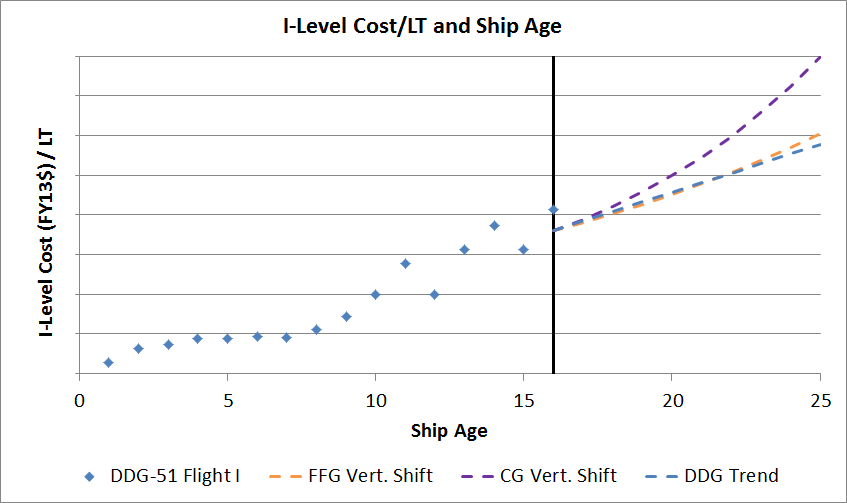 I-Level Cost/LT and Ship Age
I-Level Cost (FY13$) / LT
0 5 10 15 20 25
Ship Age
DDG-51 Flight I FFG Vert. Shift CG Vert. Shift DDG Trend